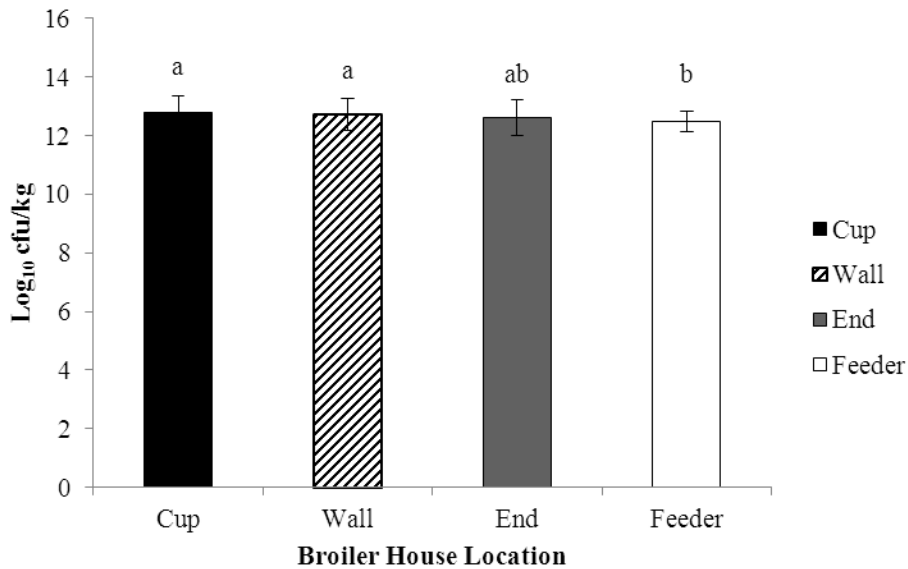 16
14
12
10
8
6
4
2
0
Log₁₀ cfu/kg
a a ab b
Cup Wall End Feeder
Broiler House Location
Cup
Wall
End
Feeder